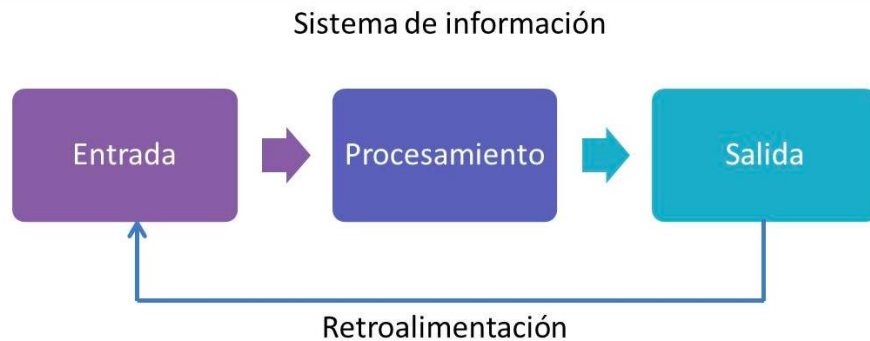 Sistema de información
Entrada
Procesamiento
Salida
Retroalimentación